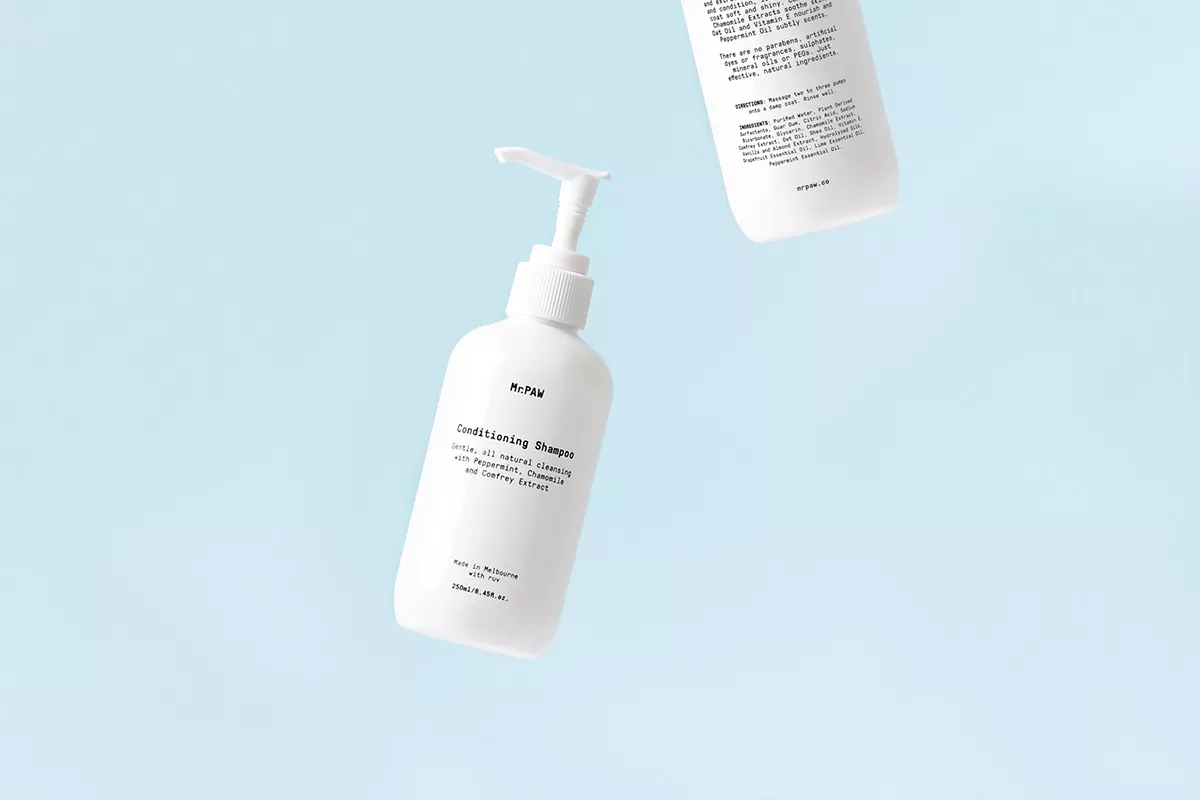 Mr.PAW
Conditioning Shampoo
Gentle, all natural cleansing
with Peppermint, Chamomile
and Comfrey Extract
Made in Melbourne
with ruv
250ml/8.45fl.oz.
and condition,
coat soft and shiny.
Chamomile Extracts soothe skin,
Oat Oil and Vitamin E nourish and
Peppermint Oil subtly scents.
There are no parabens, artificial
dyes or fragrances, sulphates,
mineral oils or PEGs. Just
effective, natural ingredients.
DIRECTIONS: Massage two to three pumps
onto a damp coat. Rinse well.
INGREDIENTS: Purified Water, Plant Derived
Surfactants, Guar Gum, Citric Acid, Sodium
Bicarbonate, Glycerin, Chamomile Extract,
Comfrey Extract, Oat Oil, Shea Oil, Vitamin E,
Vanilla and Almond Extract, Hydrolysed Silk,
Grapefruit Essential Oil, Lime Essential Oil,
Peppermint Essential Oil.
mrpaw.co